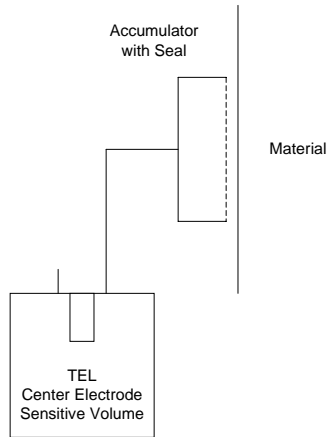 Accumulator
with Seal
Material
TEL
Center Electrode
Sensitive Volume